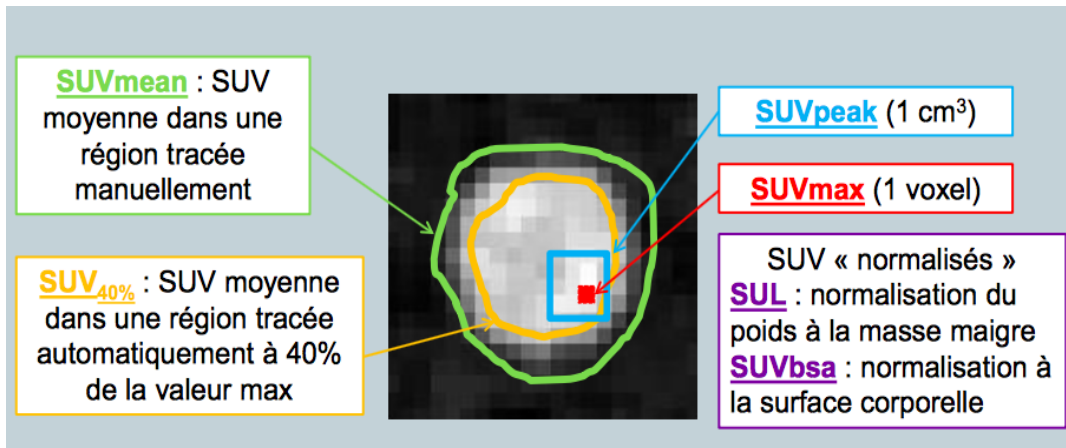 SUVmean : SUV
moyenne dans une
région tracée
manuellement
SUV40% : SUV moyenne
dans une région tracée
automatiquement à 40%
de la valeur max
SUVpeak (1 cm³)
SUVmax (1 voxel)
SUV « normalisés »
SUL : normalisation du
poids à la masse maigre
SUVbsa : normalisation à
la surface corporelle